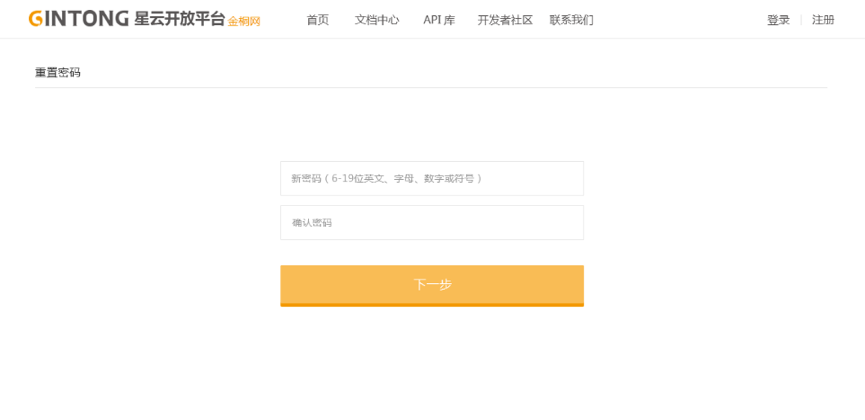 GINTONG 星云开放平台 金桐网 首页 文档中心 API 库 开发者社区 联系我们 登录 注册
重置密码
新密码（6-19位英文、字母、数字或符号）
确认密码
下一步